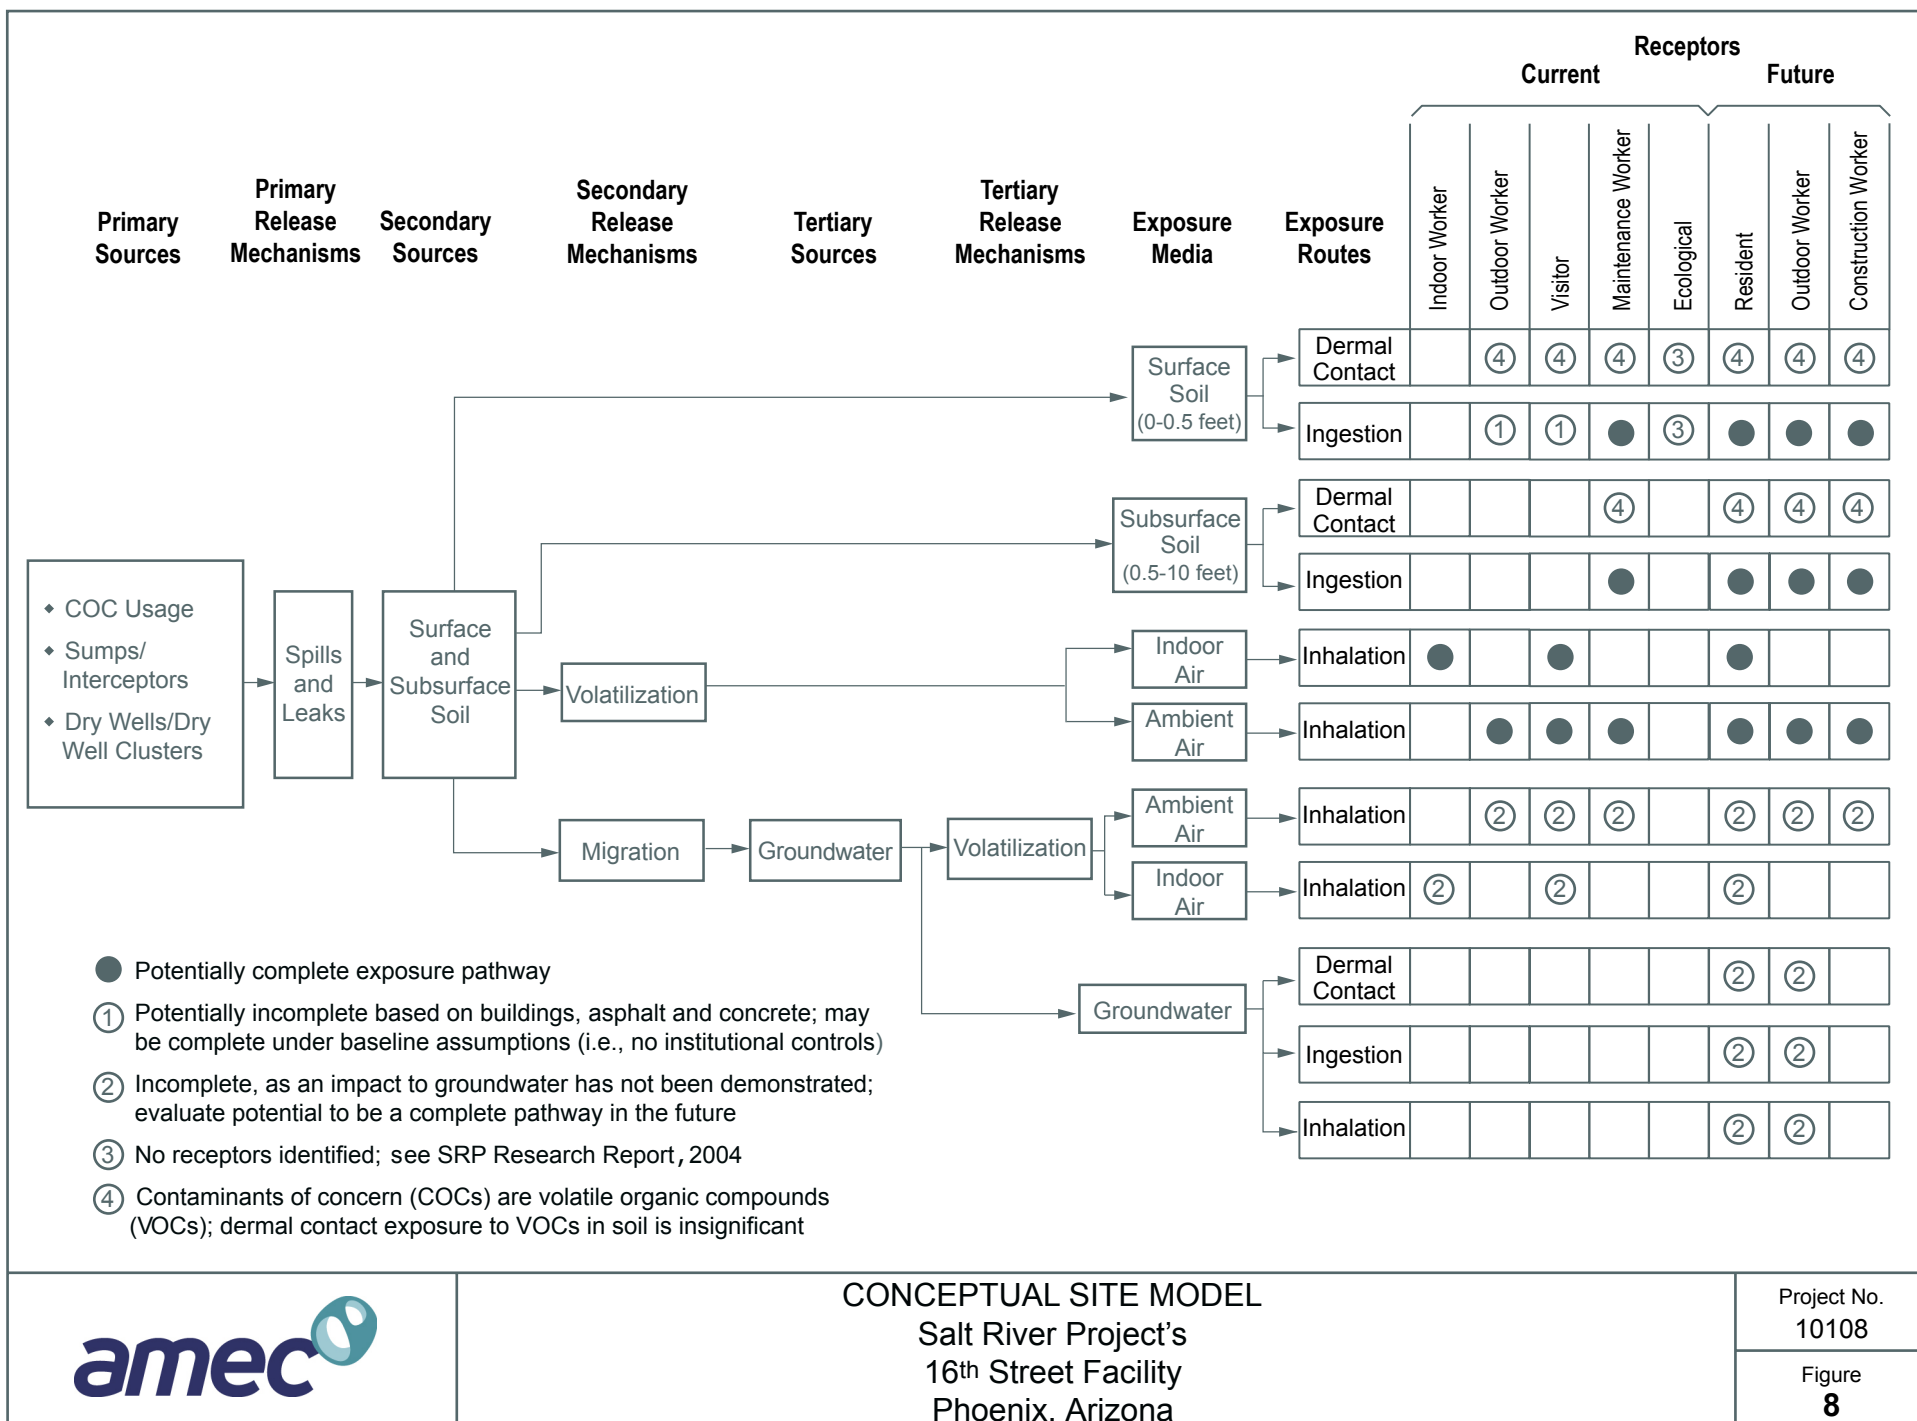 Receptors
Current Future
Indoor Worker
Outdoor Worker
Visitor
Maintenance Worker
Ecological
Resident
Outdoor Worker
Construction Worker
Primary
Sources
Primary
Release
Mechanisms
Secondary
Sources
Secondary
Release
Mechanisms
Tertiary
Sources
Tertiary
Release
Mechanisms
Exposure
Media
Exposure
Routes
◆ COC Usage
◆ Sumps/
Interceptors
◆ Dry Wells/Dry
Well Clusters
Spills
and
Leaks
Surface
and
Subsurface
Soil
Volatilization
Migration
Groundwater
Volatilization
Surface
Soil
(0-0.5 feet)
Dermal
Contact
4 4 4 3 4 4 4
Ingestion
1 1 ● 3 ● ● ●
Subsurface
Soil
(0.5-10 feet)
Dermal
Contact
4 4 4 4
Ingestion
● ● ● ●
Indoor
Air
Inhalation
● ● ●
Ambient
Air
Inhalation
● ● ● ● ● ●
Ambient
Air
Inhalation
2 2 2 2 2 2
Indoor
Air
Inhalation
2 2 2
Groundwater
Dermal
Contact
2 2
Ingestion
2 2
Inhalation
2 2
● Potentially complete exposure pathway
1 Potentially incomplete based on buildings, asphalt and concrete; may
be complete under baseline assumptions (i.e., no institutional controls)
2 Incomplete, as an impact to groundwater has not been demonstrated;
evaluate potential to be a complete pathway in the future
3 No receptors identified; see SRP Research Report, 2004
4 Contaminants of concern (COCs) are volatile organic compounds
(VOCs); dermal contact exposure to VOCs in soil is insignificant
amec
CONCEPTUAL SITE MODEL
Salt River Project's
16th Street Facility
Phoenix, Arizona
Project No.
10108
Figure
8